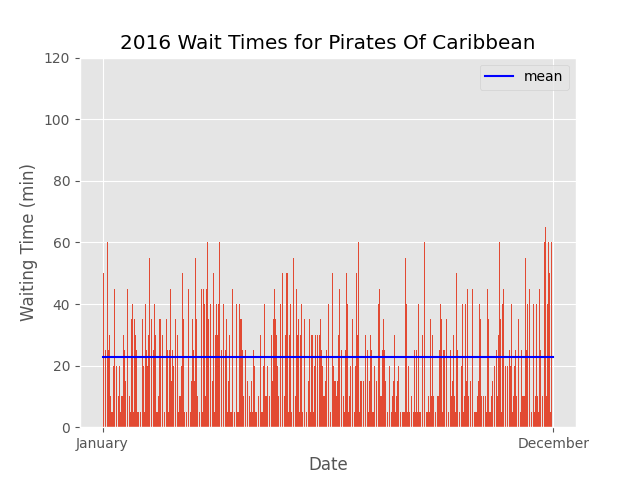 2016 Wait Times for Pirates Of Caribbean
mean
Waiting Time (min)
120
100
80
60
40
20
0
January
December
Date